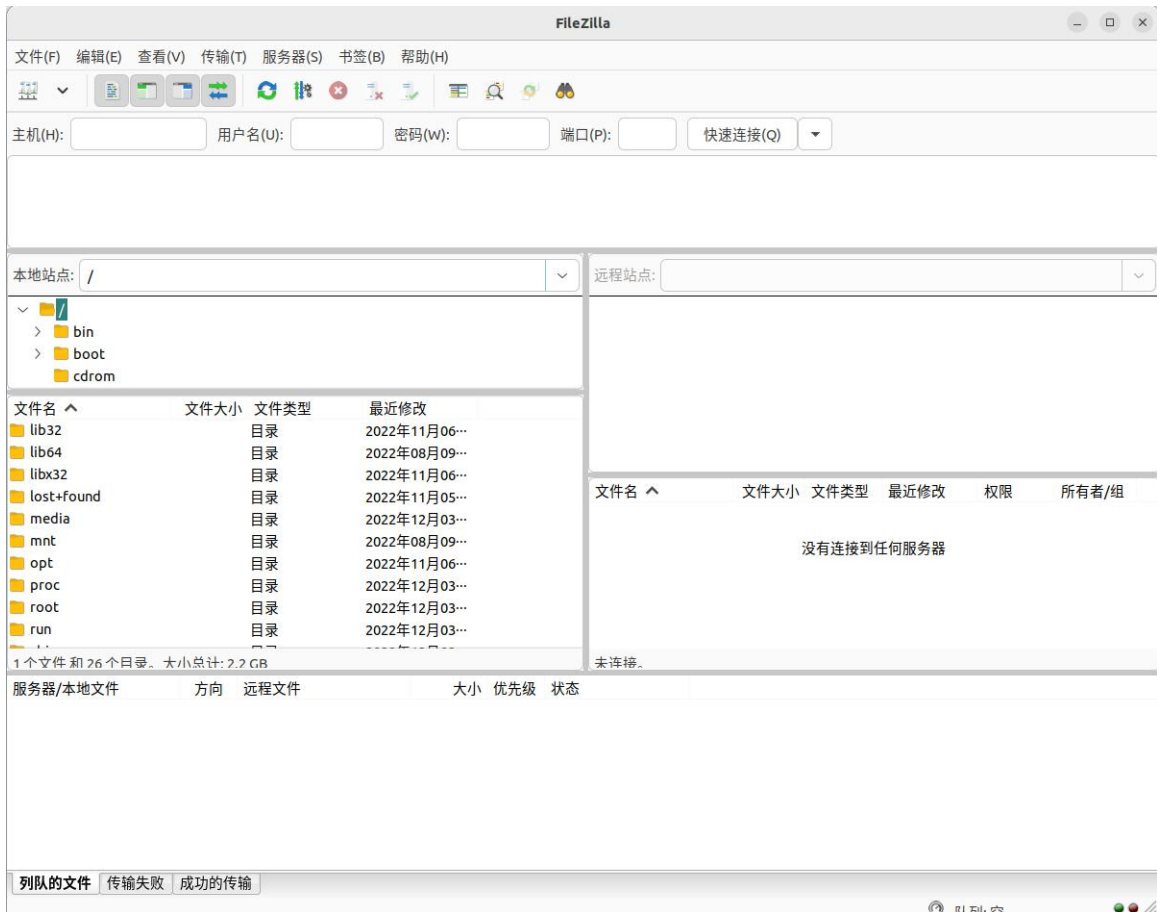 FileZilla
文件(F) 编辑(E) 查看(V) 传输(T) 服务器(S) 书签(B) 帮助(H)
主机(H): 用户名(U): 密码(W): 端口(P): 快速连接(Q)
本地站点: /
远程站点:
/
bin
boot
cdrom
文件名 文件大小 文件类型 最近修改
lib32 目录 2022年11月06…
lib64 目录 2022年08月09…
libx32 目录 2022年11月06…
lost+found 目录 2022年11月05…
media 目录 2022年12月03…
mnt 目录 2022年08月09…
opt 目录 2022年11月06…
proc 目录 2022年12月03…
root 目录 2022年12月03…
run 目录 2022年12月03…
1个文件 和 26个目录。大小总计: 2.2 GB
文件名 文件大小 文件类型 最近修改 权限 所有者/组
没有连接到任何服务器
未连接。
服务器/本地文件 方向 远程文件 大小 优先级 状态
列队的文件 传输失败 成功的传输
队列: 空